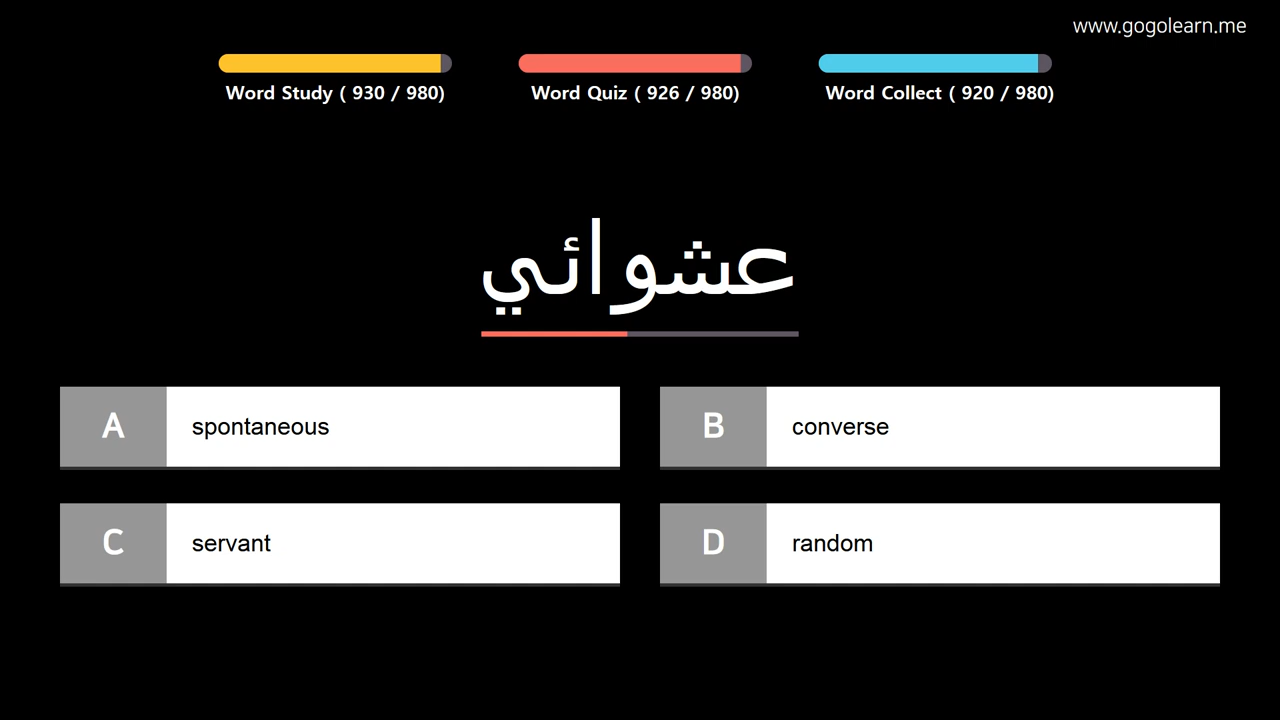 www.gogolearn.me
Word Study ( 930 / 980)
Word Quiz ( 926 / 980)
Word Collect ( 920 / 980)
عشوائي
A spontaneous
B converse
C servant
D random